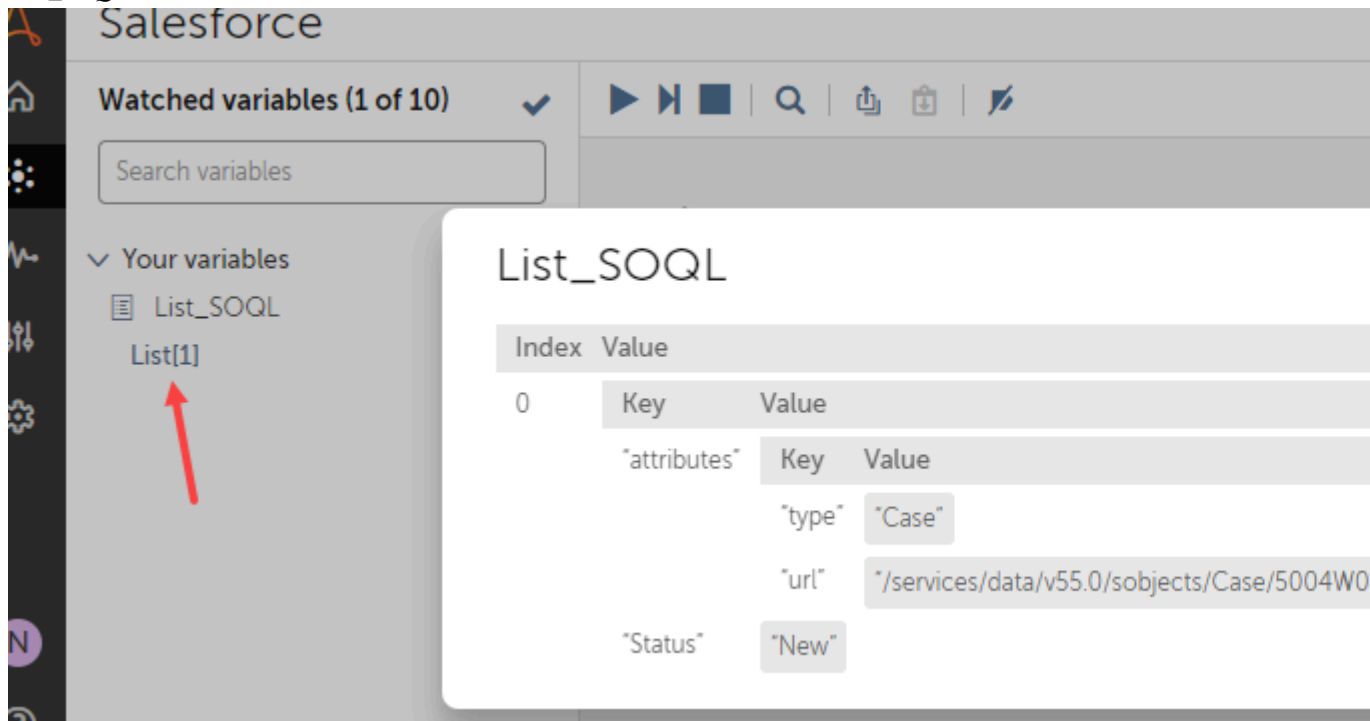 Salesforce
Watched variables (1 of 10)
Search variables
Your variables
List_SOQL
List[1]
List_SOQL
Index Value
0 Key Value
"attributes" Key Value
"type" "Case"
"url" "/services/data/v55.0/sobjects/Case/5004W0
"Status" "New"
N